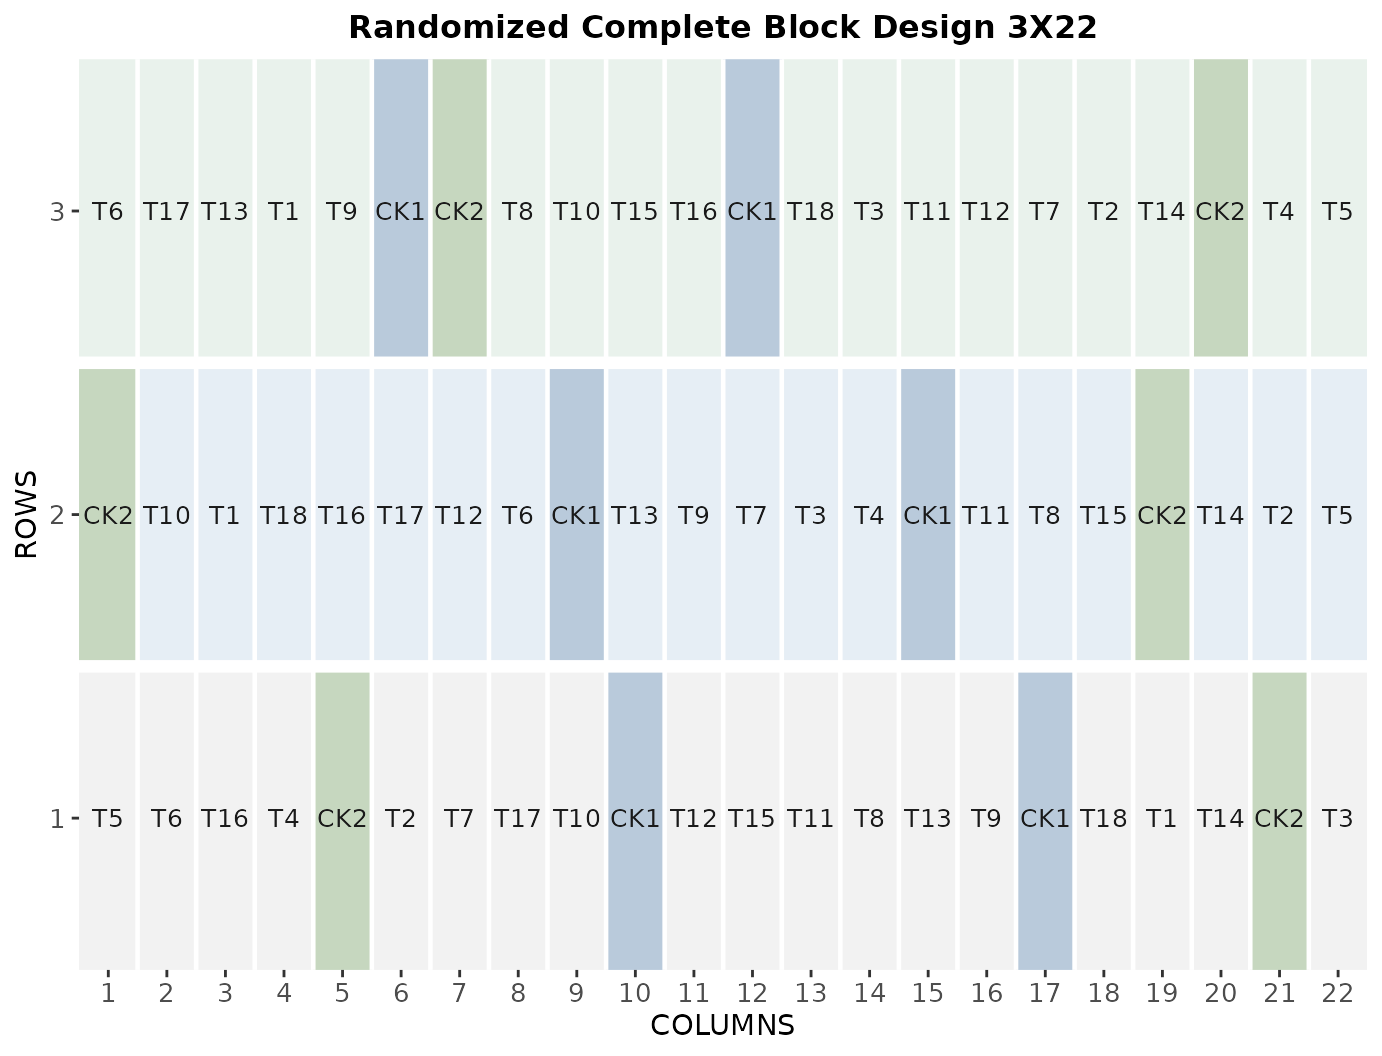 Randomized Complete Block Design 3X22
3 T6 T17 T13 T1 T9 CK1 CK2 T8 T10 T15 T16 CK1 T18 T3 T11 T12 T7 T2 T14 CK2 T4 T5
ROWS
2 CK2 T10 T1 T18 T16 T17 T12 T6 CK1 T13 T9 T7 T3 T4 CK1 T11 T8 T15 CK2 T14 T2 T5
1 T5 T6 T16 T4 CK2 T2 T7 T17 T10 CK1 T12 T15 T11 T8 T13 T9 CK1 T18 T1 T14 CK2 T3
1 2 3 4 5 6 7 8 9 10 11 12 13 14 15 16 17 18 19 20 21 22
COLUMNS